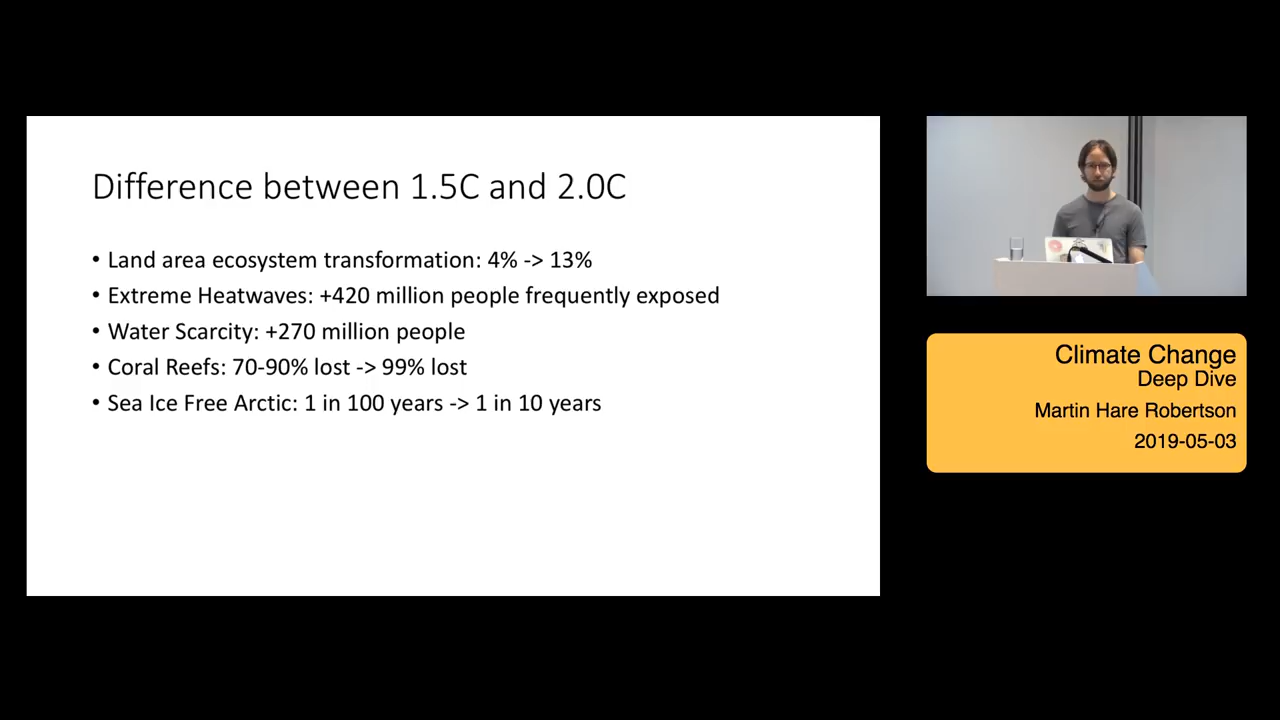 Difference between 1.5C and 2.0C
• Land area ecosystem transformation: 4% -> 13%
• Extreme Heatwaves: +420 million people frequently exposed
• Water Scarcity: +270 million people
• Coral Reefs: 70-90% lost -> 99% lost
• Sea Ice Free Arctic: 1 in 100 years -> 1 in 10 years
Climate Change
Deep Dive
Martin Hare Robertson
2019-05-03